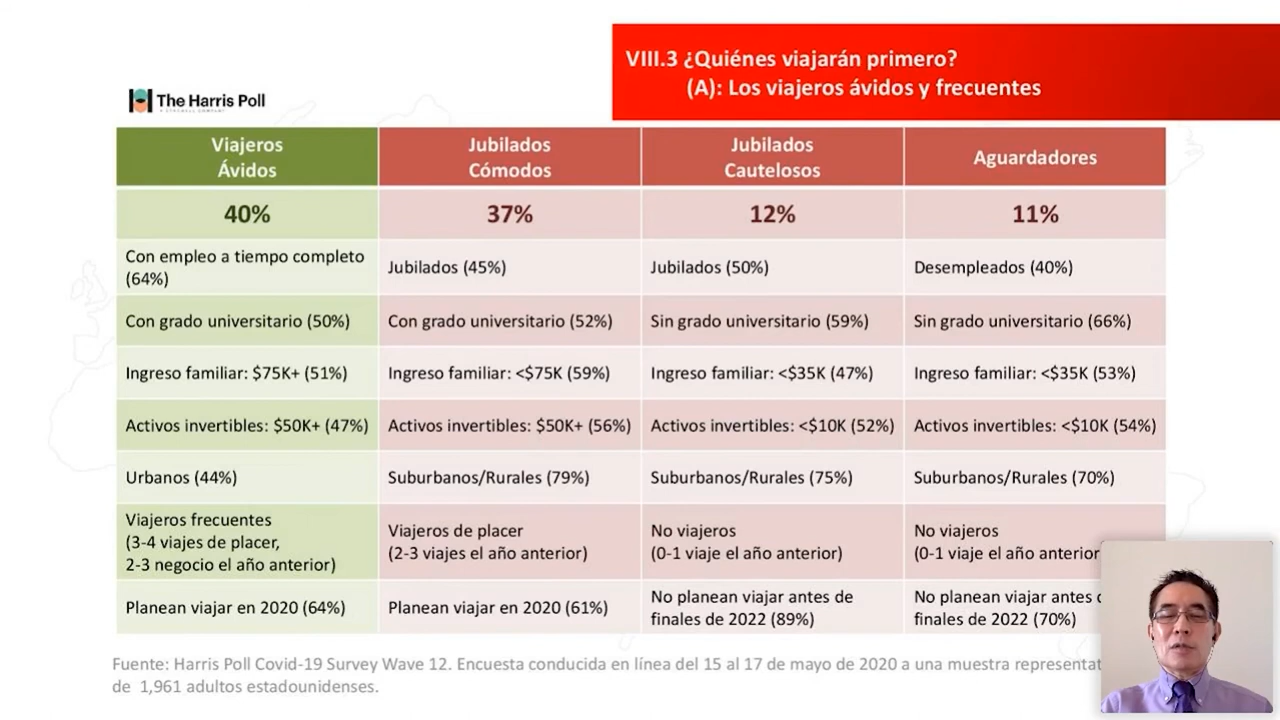 VIII.3 ¿Quiénes viajarán primero?
(A): Los viajeros ávidos y frecuentes
The Harris Poll
Viajeros
Ávidos
Jubilados
Cómodos
Jubilados
Cautelosos
Aguardadores
40%
37%
12%
11%
Con empleo a tiempo completo
(64%)
Jubilados (45%)
Jubilados (50%)
Desempleados (40%)
Con grado universitario (50%)
Con grado universitario (52%)
Sin grado universitario (59%)
Sin grado universitario (66%)
Ingreso familiar: $75K+ (51%)
Ingreso familiar: <$75K (59%)
Ingreso familiar: <$35K (47%)
Ingreso familiar: <$35K (53%)
Activos invertibles: $50K+ (47%)
Activos invertibles: $50K+ (56%)
Activos invertibles: <$10K (52%)
Activos invertibles: <$10K (54%)
Urbanos (44%)
Suburbanos/Rurales (79%)
Suburbanos/Rurales (75%)
Suburbanos/Rurales (70%)
Viajeros frecuentes
(3-4 viajes de placer,
2-3 negocio el año anterior)
Viajeros de placer
(2-3 viajes el año anterior)
No viajeros
(0-1 viaje el año anterior)
No viajeros
(0-1 viaje el año anterior
Planean viajar en 2020 (64%)
Planean viajar en 2020 (61%)
No planean viajar antes de
finales de 2022 (89%)
No planean viajar antes
finales de 2022 (70%)
Fuente: Harris Poll Covid-19 Survey Wave 12. Encuesta conducida en línea del 15 al 17 de mayo de 2020 a una muestra
de 1,961 adultos estadounidenses.